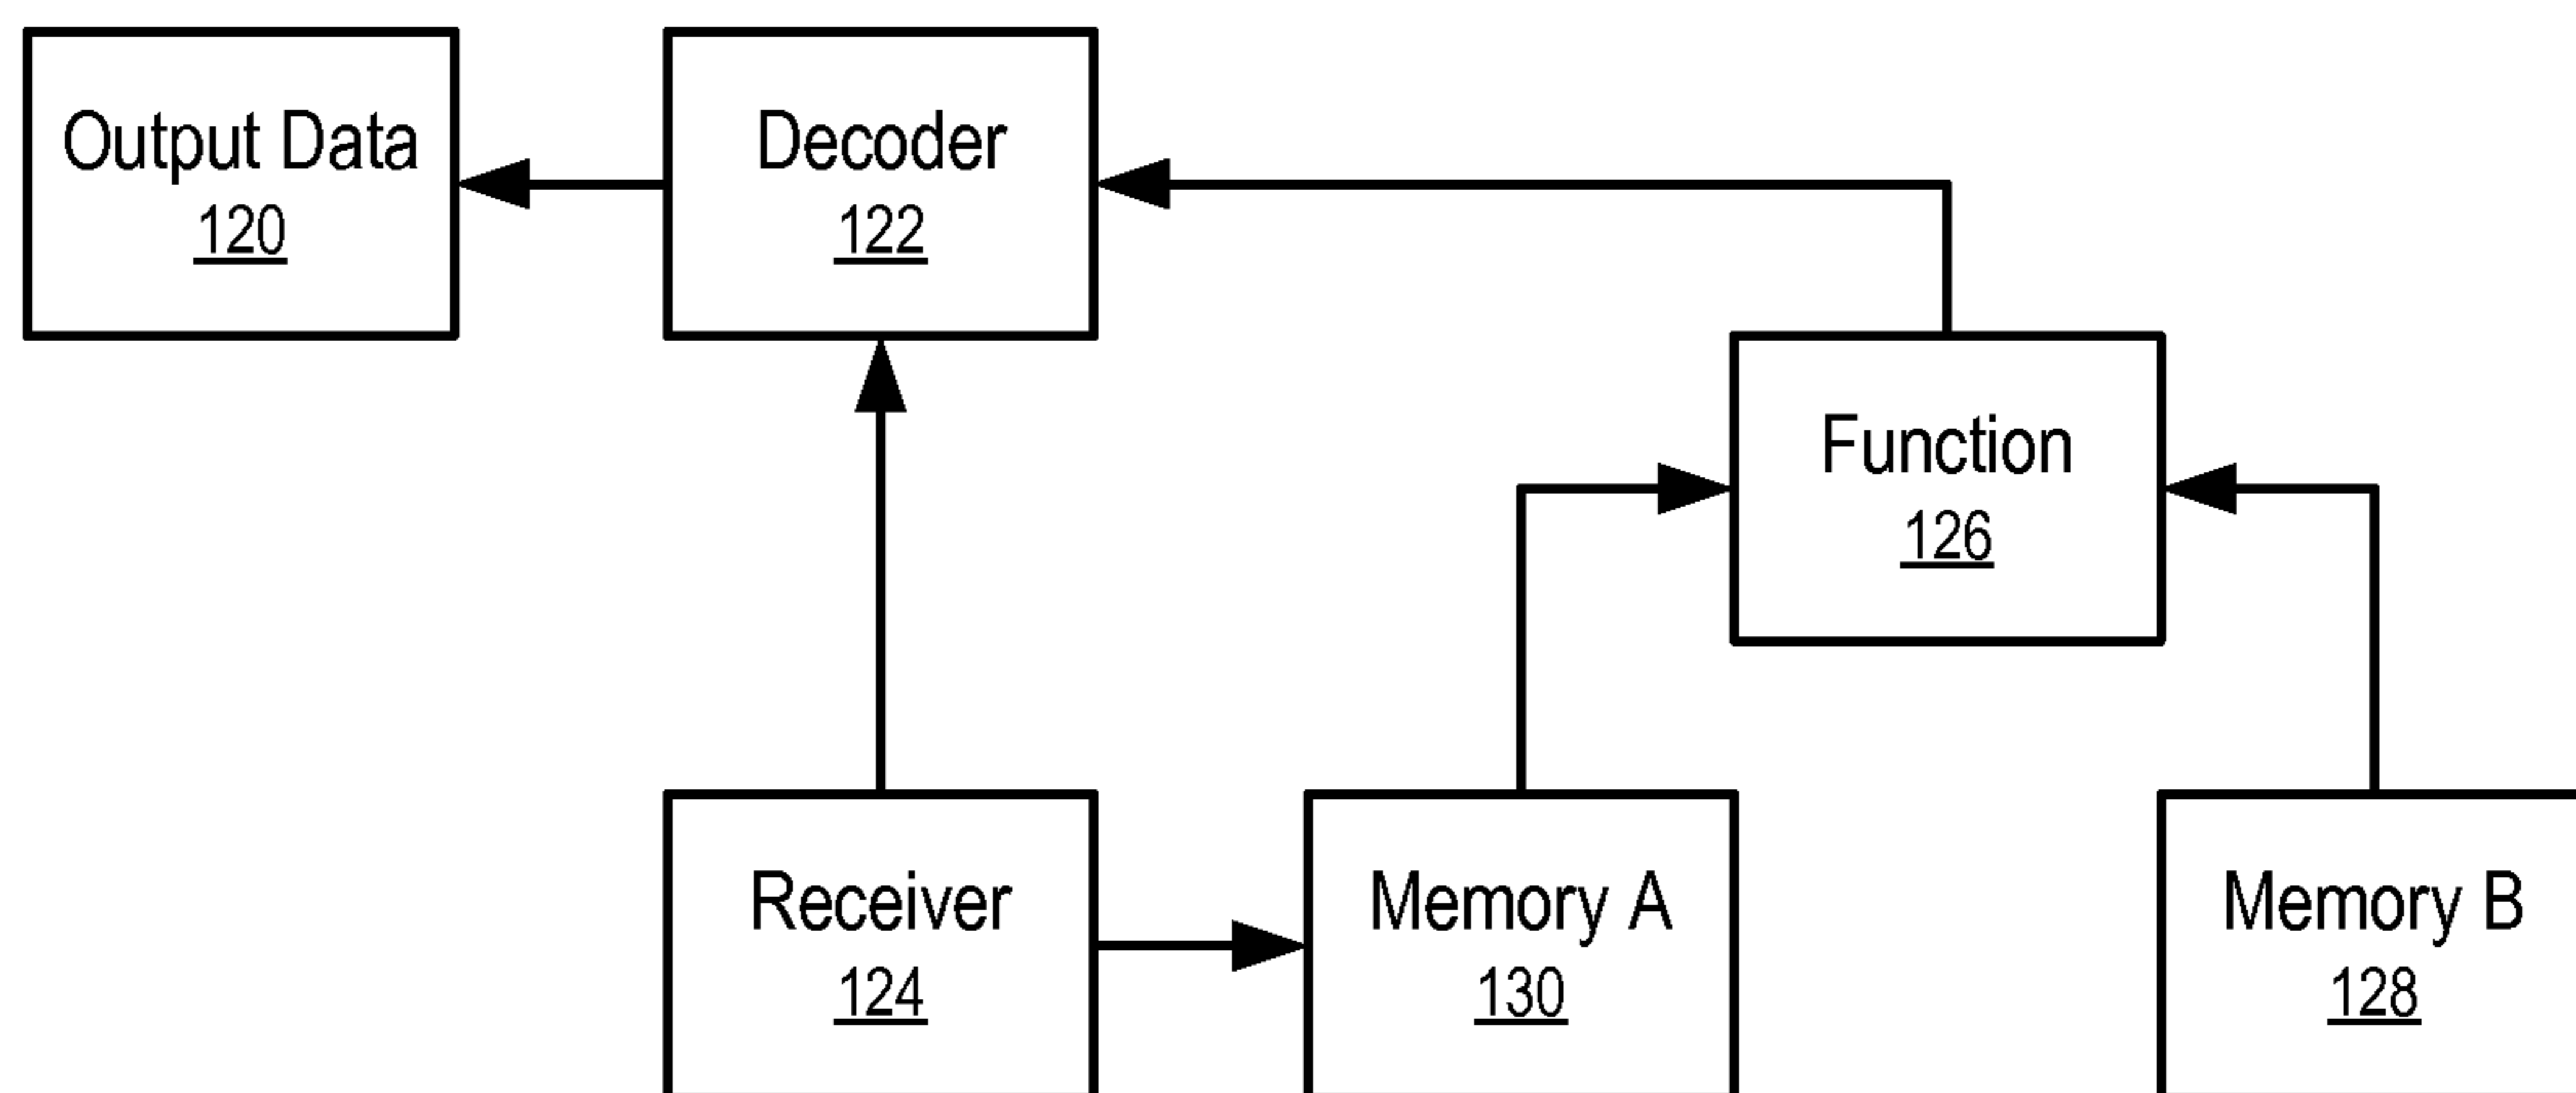 Output Data
120
Decoder
122
Function
126
Receiver
124
Memory A
130
Memory B
128